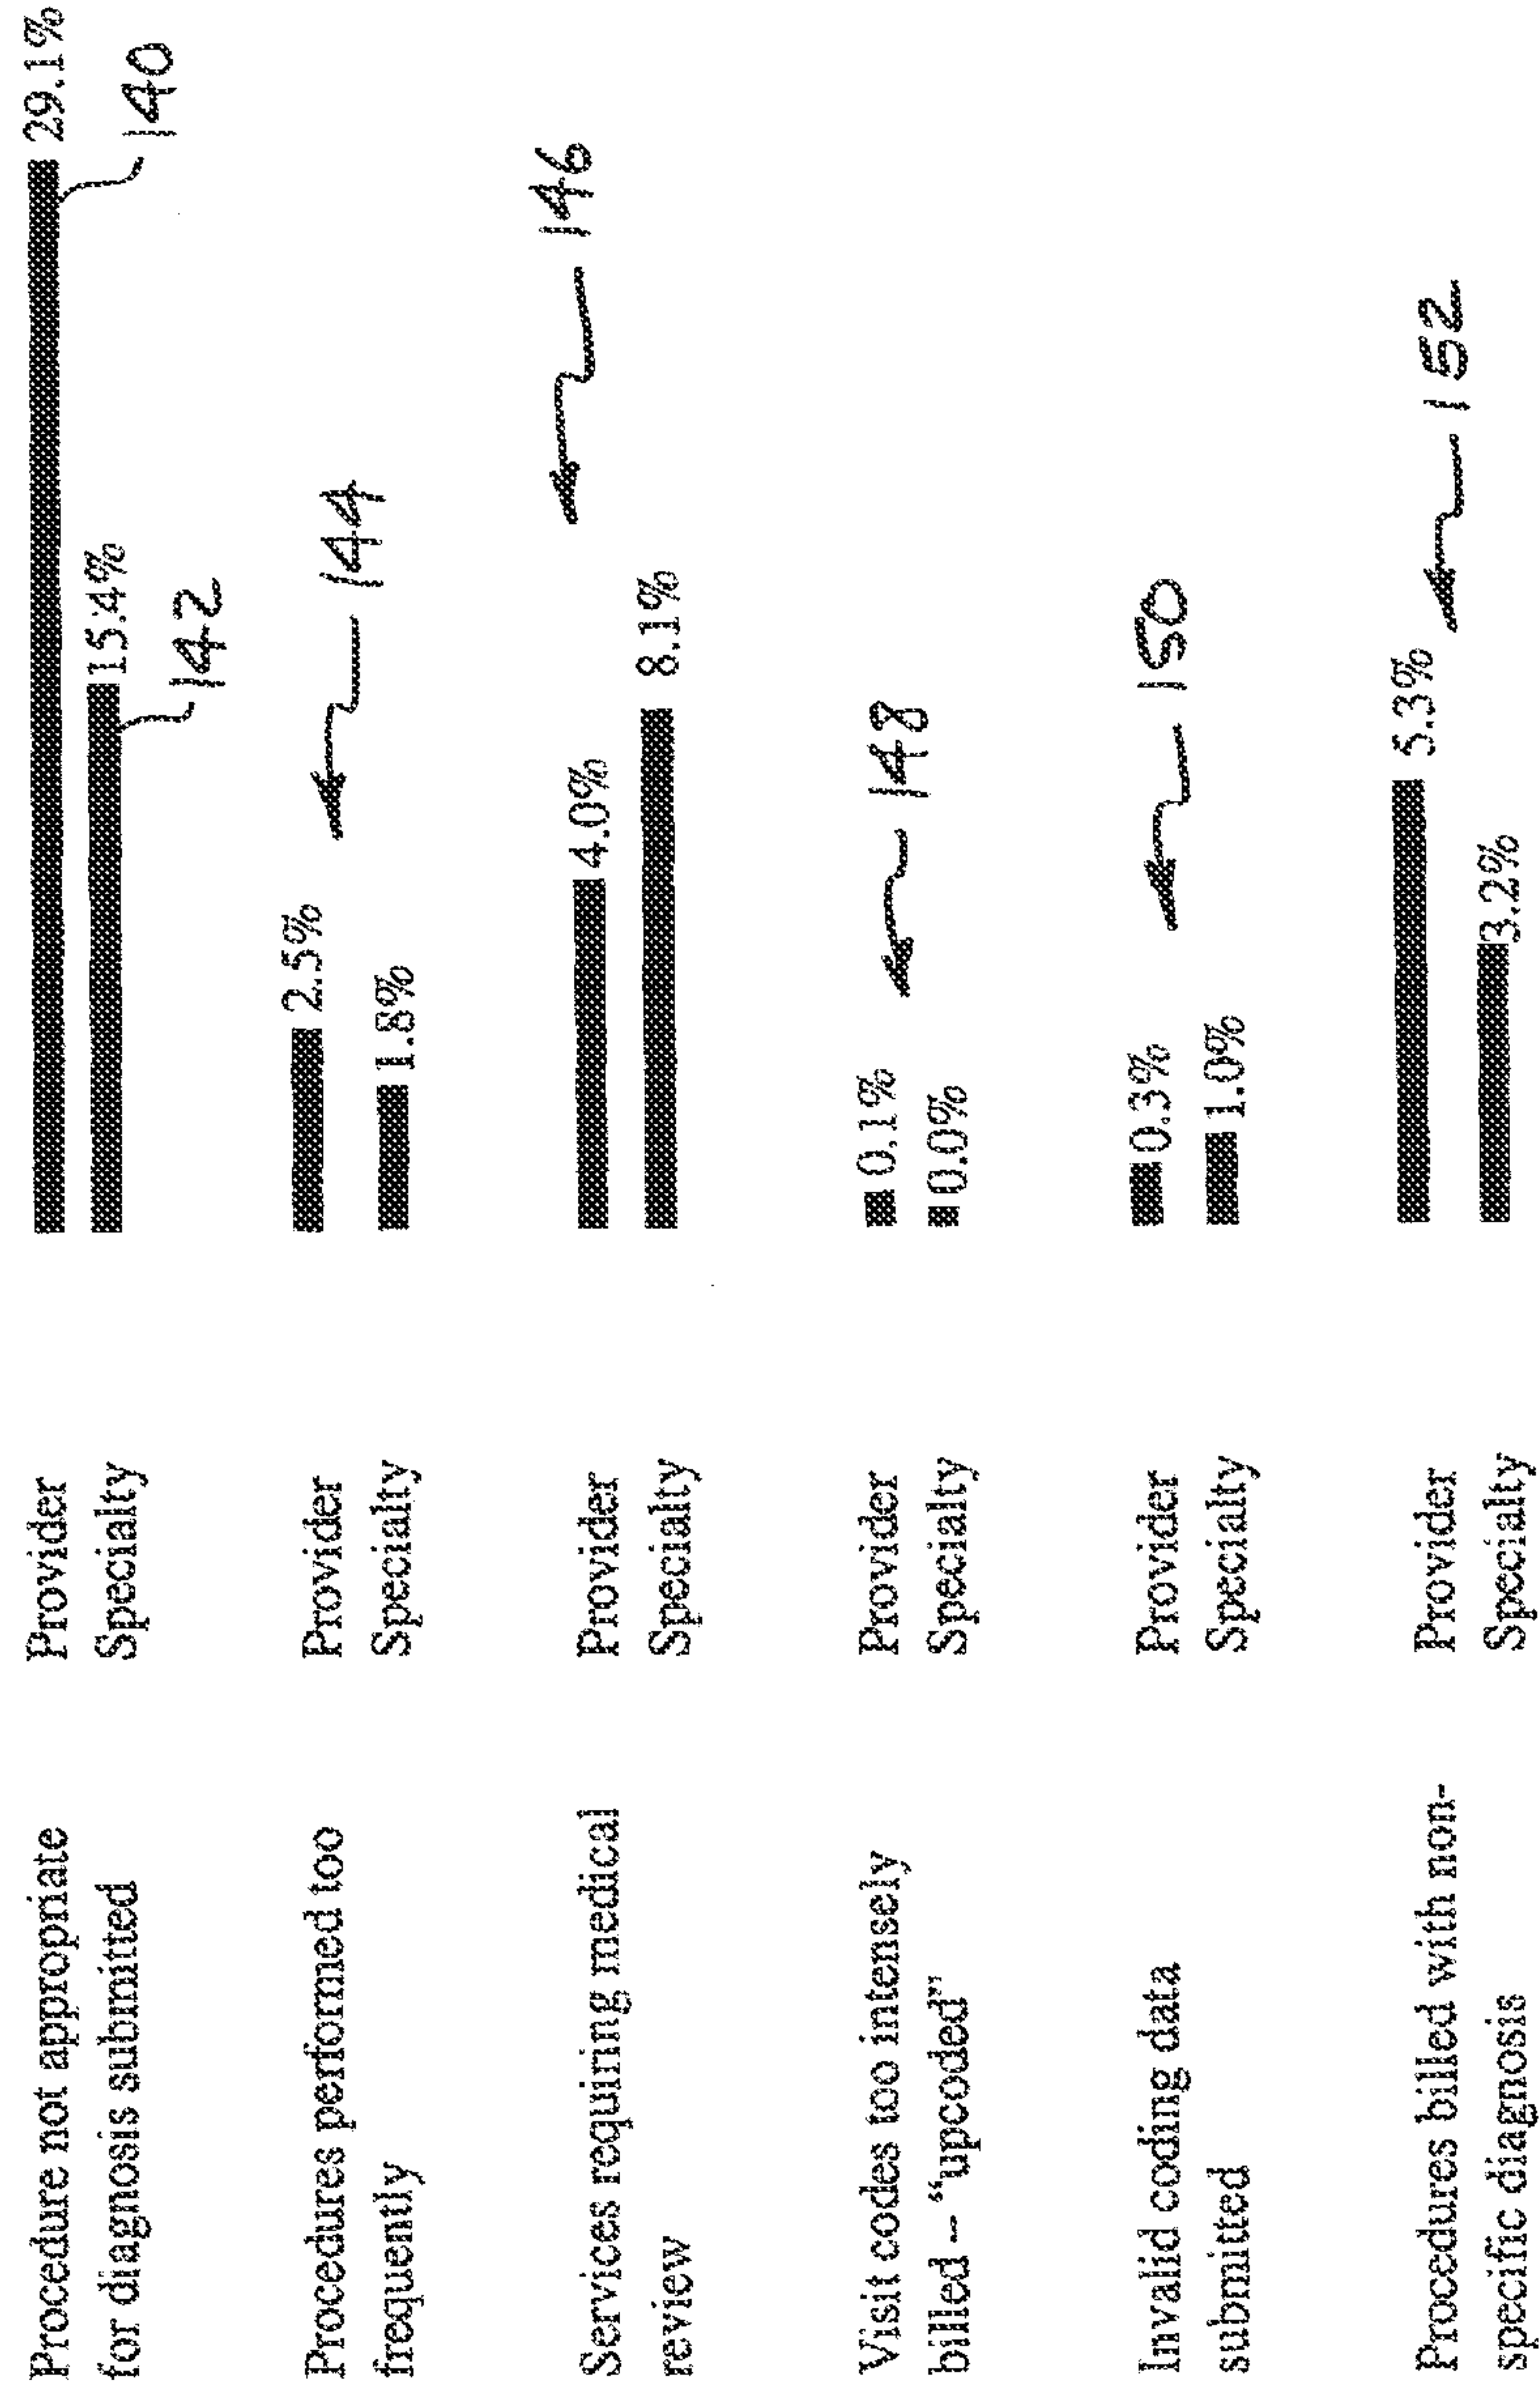 Procedure not appropriate Provider 29.1%
for diagnosis submitted Specialty 15.4%
140
142
Procedures performed too Provider 2.5%
144
frequently Specialty 1.8%
Services requiring medical Provider 4.0%
146
review Specialty 8.1%
Visit codes too intensely Provider 0.1%
148
billed – “upcoded” Specialty 0.0%
Invalid coding data Provider 0.3%
150
submitted Specialty 1.0%
Procedures billed with non- Provider 5.3%
152
specific diagnosis Specialty 3.2%